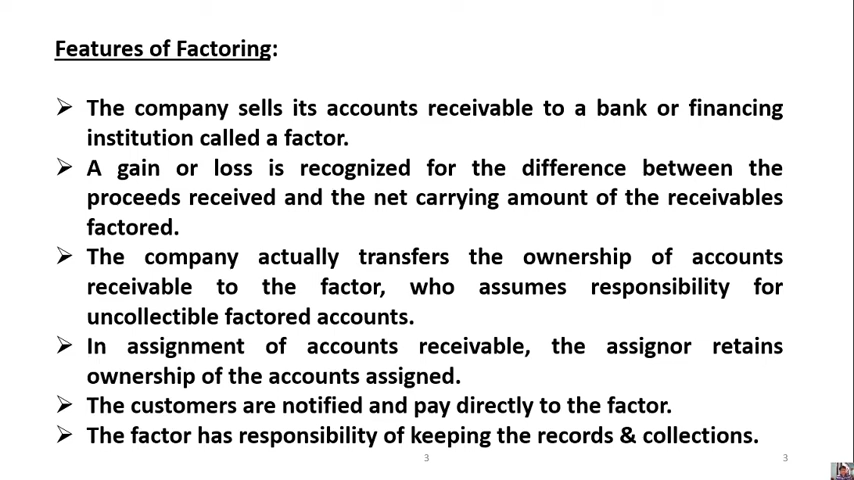 Features of Factoring:
➢ The company sells its accounts receivable to a bank or financing
institution called a factor.
➢ A gain or loss is recognized for the difference between the
proceeds received and the net carrying amount of the receivables
factored.
➢ The company actually transfers the ownership of accounts
receivable to the factor, who assumes responsibility for
uncollectible factored accounts.
➢ In assignment of accounts receivable, the assignor retains
ownership of the accounts assigned.
➢ The customers are notified and pay directly to the factor.
➢ The factor has responsibility of keeping the records & collections.
3 3